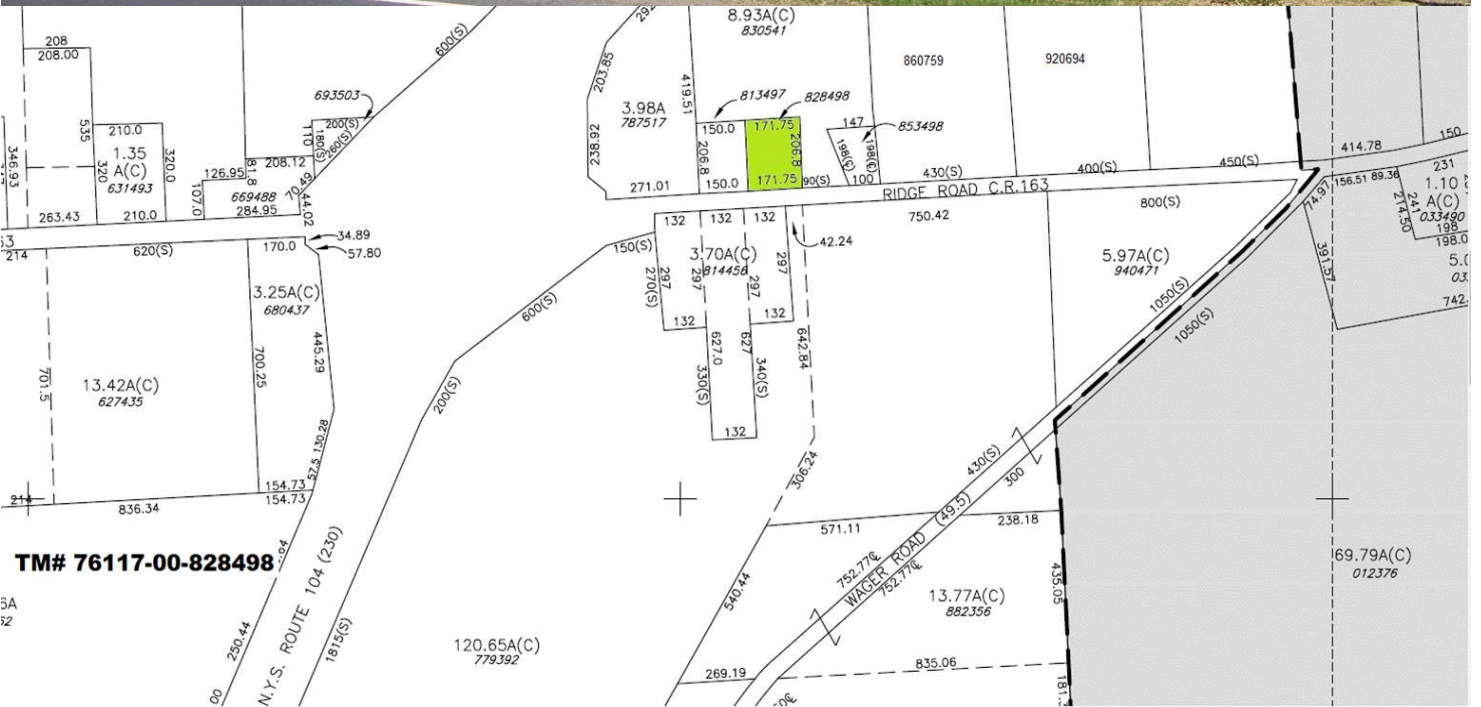 208
208.00
535
210.0
1.35
A(C)
631493
320
320.0
346.93
263.43
210.0
693503
200(S)
110
180(S)
260(S)
600(S)
208.12
81.8
126.95
107.0
669488
284.95
70.49
44.02
34.89
57.80
214
620(S)
170.0
3.25A(C)
680437
445.29
700.25
701.5
13.42A(C)
627435
57.5 130.28
154.73
154.73
214
836.34
TM# 76117-00-828498
250.44
N.Y.S. ROUTE 104 (230)
1815(S)
00
203.85
238.92
3.98A
787517
419.51
271.01
8.93A(C)
830541
813497
828498
150.0
171.75
206.8
206.8
150.0
171.75
90(S)
147
853498
198(C)
198(C)
100
860759
920694
430(S)
400(S)
450(S)
RIDGE ROAD C.R.163
750.42
800(S)
414.78
150
156.51 89.36
231
74.97
1.10
A(C)
033490
241
214.50
198
198.0
391.57
742.
132
132
132
42.24
3.70A(C)
814456
150(S)
270(S)
297
297
297
297
132
132
600(S)
200(S)
627.0
627
330(S)
340(S)
132
642.84
306.24
5.97A(C)
940471
1050(S)
1050(S)
430(S)
300
571.11
(49.5)
238.18
WAGER ROAD
752.77℄
752.77℄
540.44
435.05
13.77A(C)
882356
69.79A(C)
012376
120.65A(C)
779392
269.19
835.06